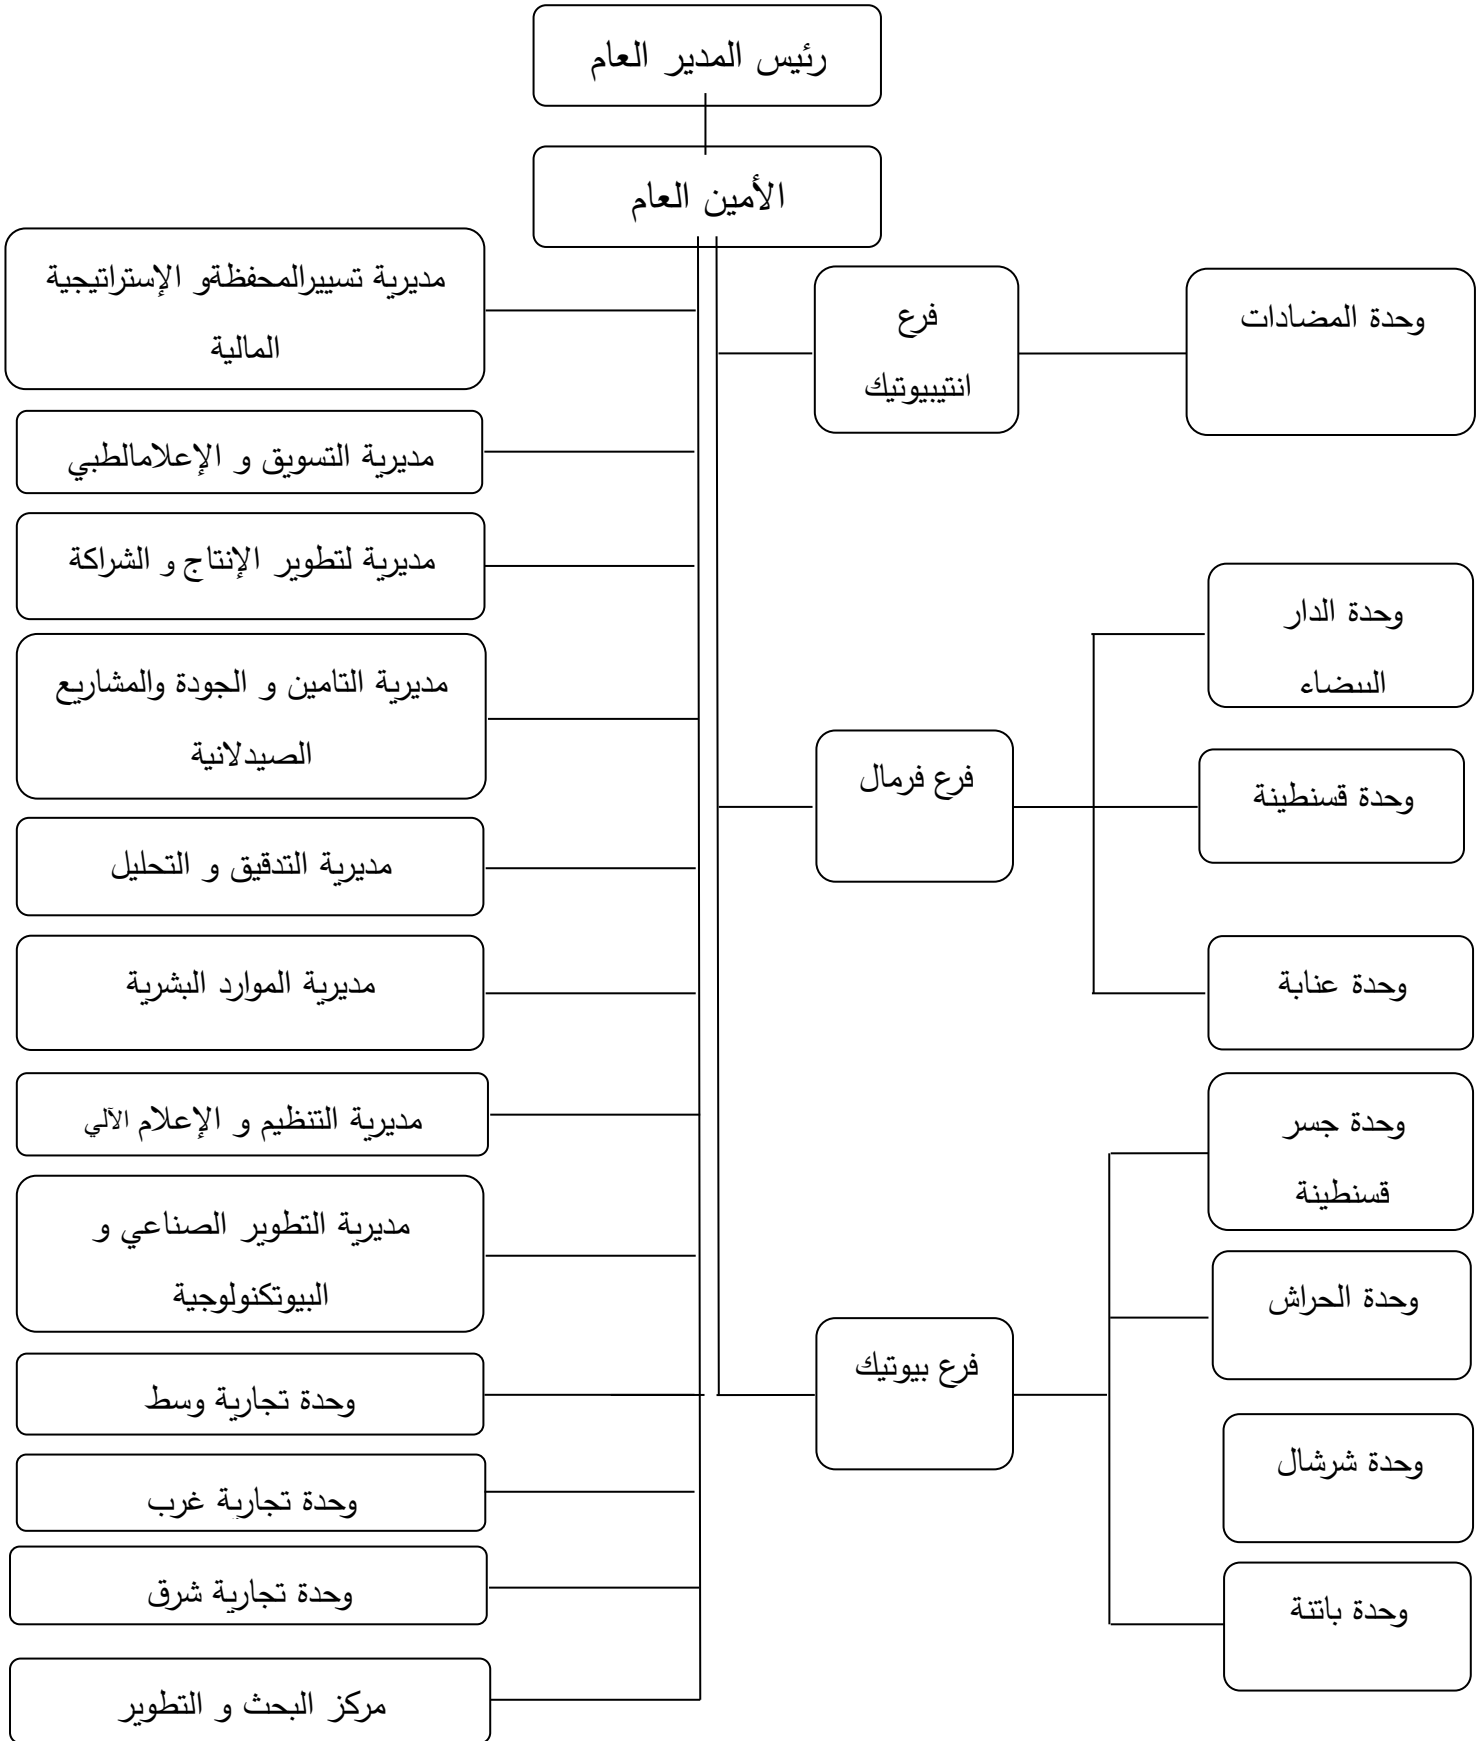 رئيس المدير العام
الأمين العام
فرع
انتيبيوتيك
وحدة المضادات
فرع فرمال
وحدة الدار
البيضاء
وحدة قسنطينة
وحدة عنابة
فرع بيوتيك
وحدة جسر
قسنطينة
وحدة الحراش
وحدة شرشال
وحدة باتنة
مديرية تسييرالمحفظةو الإستراتيجية
المالية
مديرية التسويق و الإعلامالطبي
مديرية لتطوير الإنتاج و الشراكة
مديرية التامين و الجودة والمشاريع
الصيدلانية
مديرية التدقيق و التحليل
مديرية الموارد البشرية
مديرية التنظيم و الإعلام الآلي
مديرية التطوير الصناعي و
البيوتكنولوجية
وحدة تجارية وسط
وحدة تجارية غرب
وحدة تجارية شرق
مركز البحث و التطوير